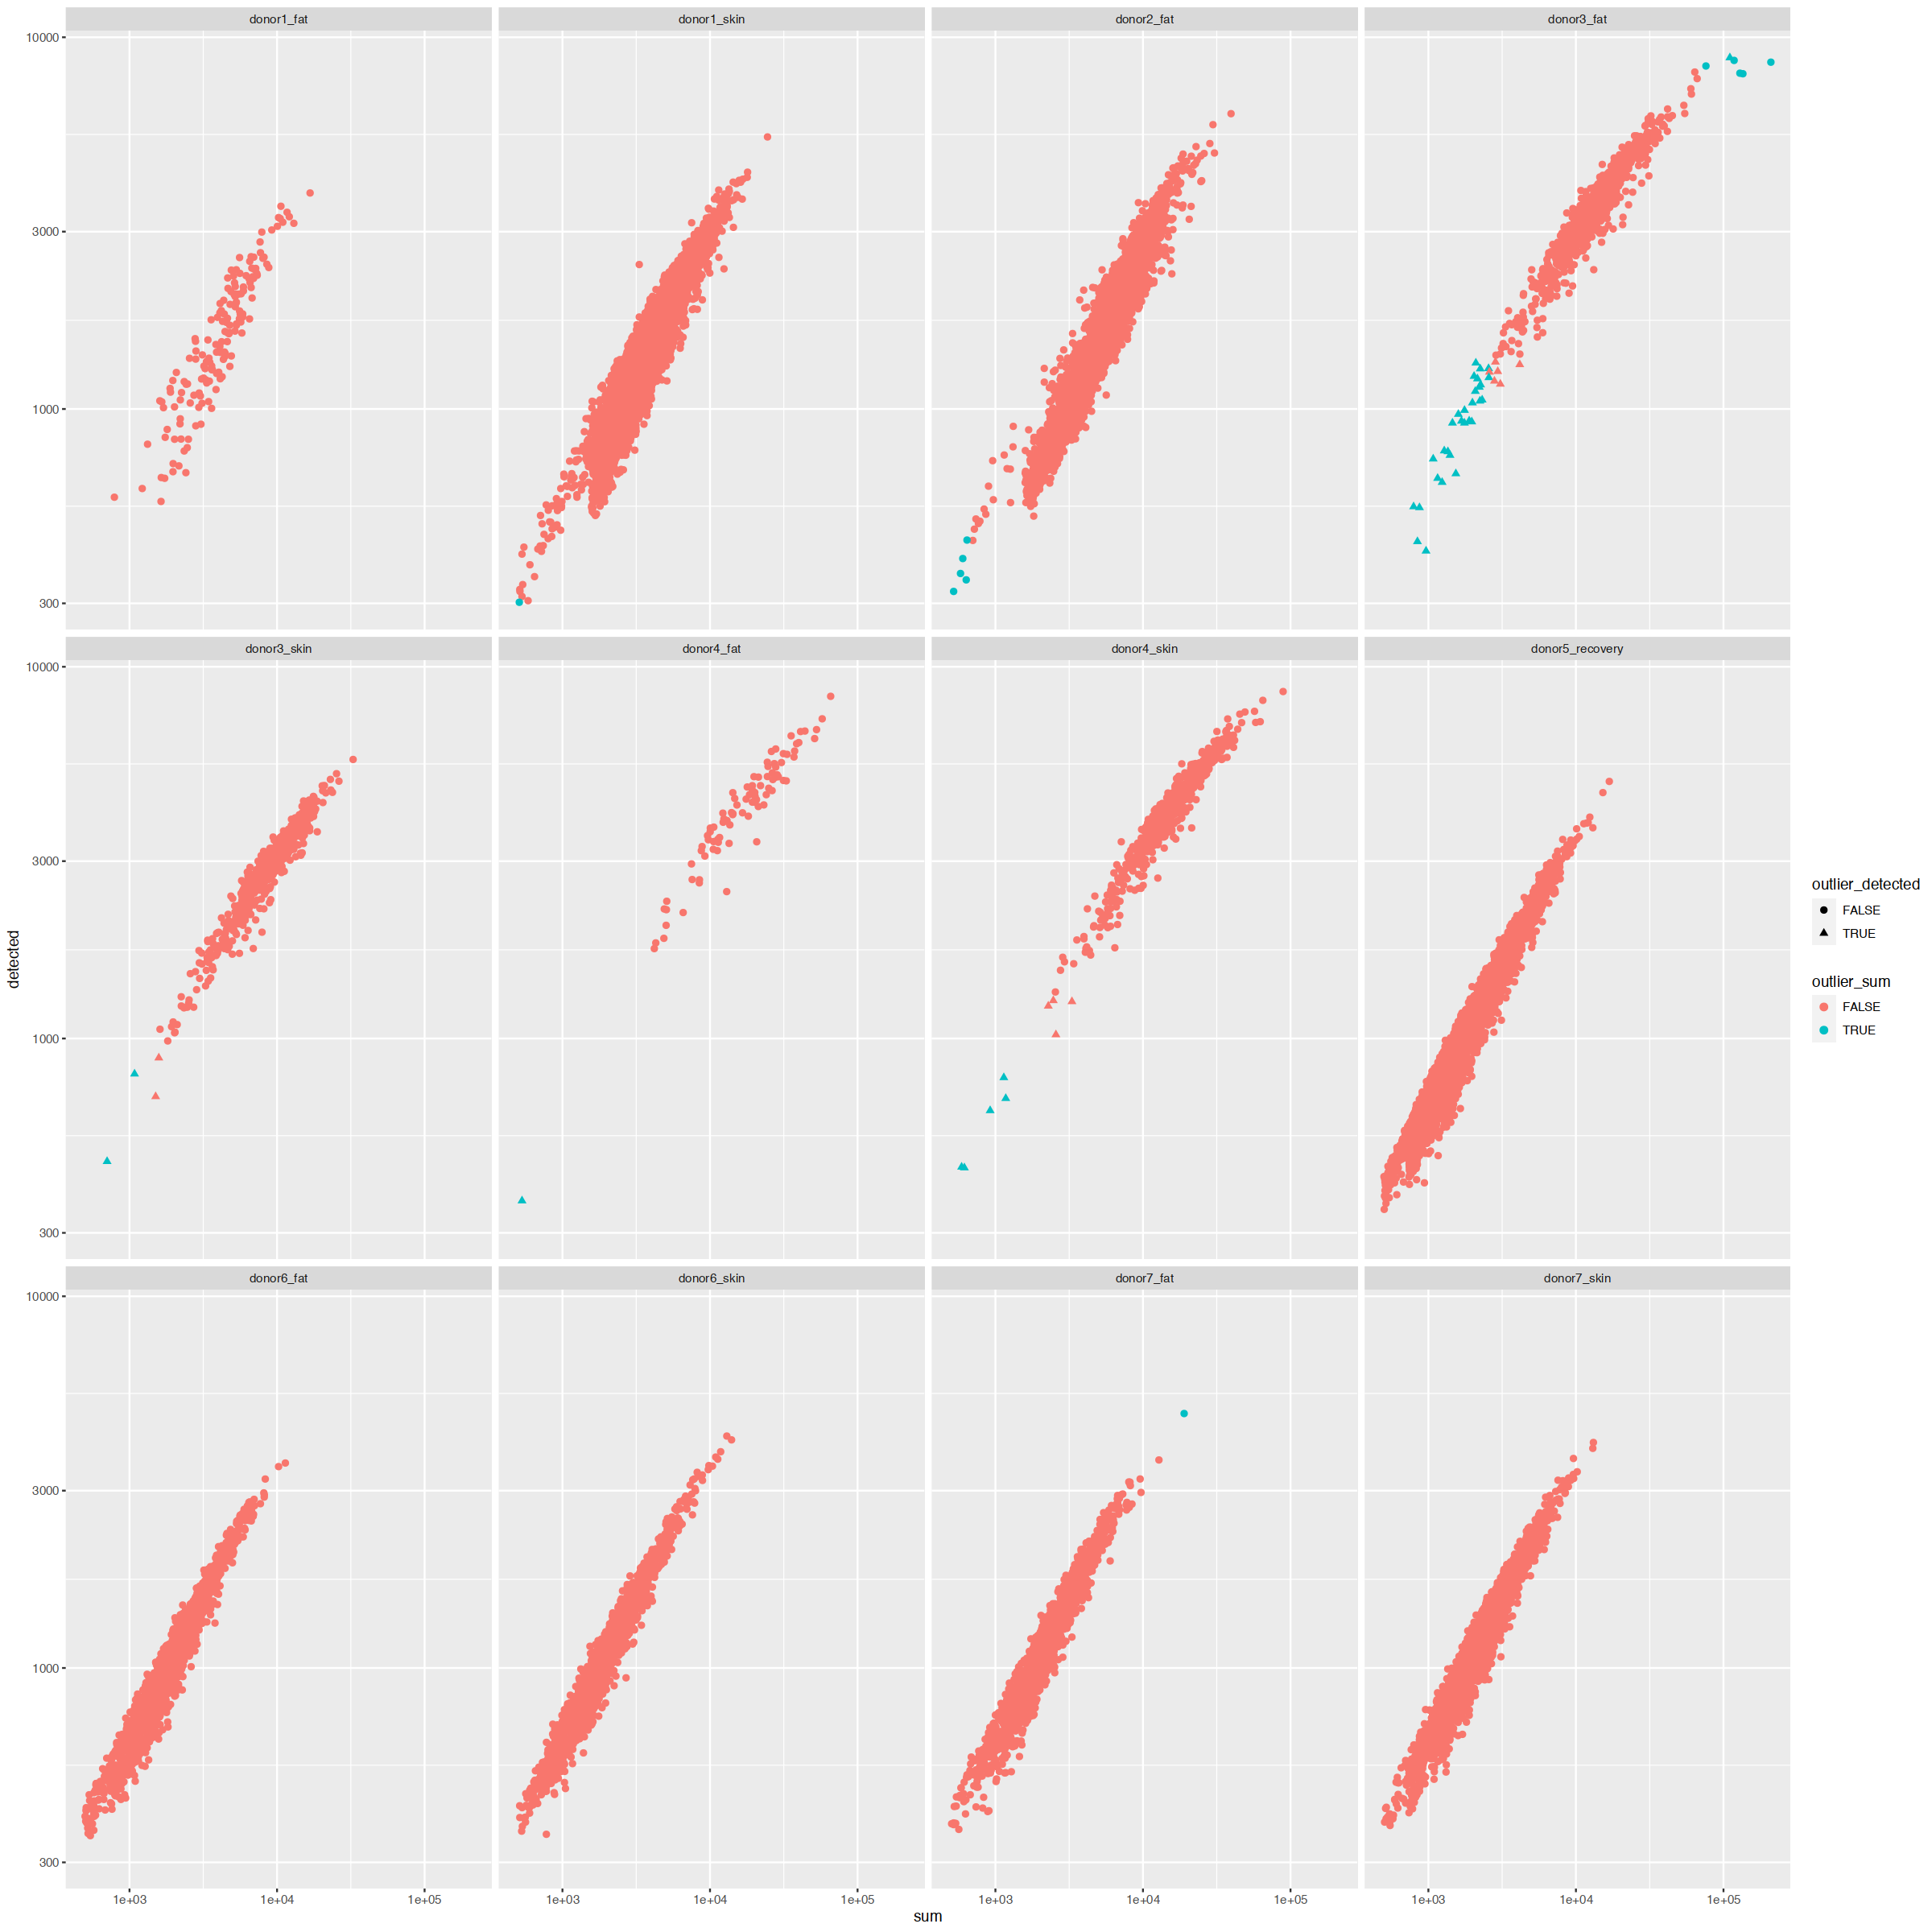 donor1_fat donor1_skin donor2_fat donor3_fat
10000
3000
1000
300
donor3_skin donor4_fat donor4_skin donor5_recovery
10000
3000
1000
300
donor6_fat donor6_skin donor7_fat donor7_skin
10000
3000
1000
300
1e+03 1e+04 1e+05 1e+03 1e+04 1e+05 1e+03 1e+04 1e+05 1e+03 1e+04 1e+05
sum
detected
outlier_detected
FALSE
TRUE
outlier_sum
FALSE
TRUE